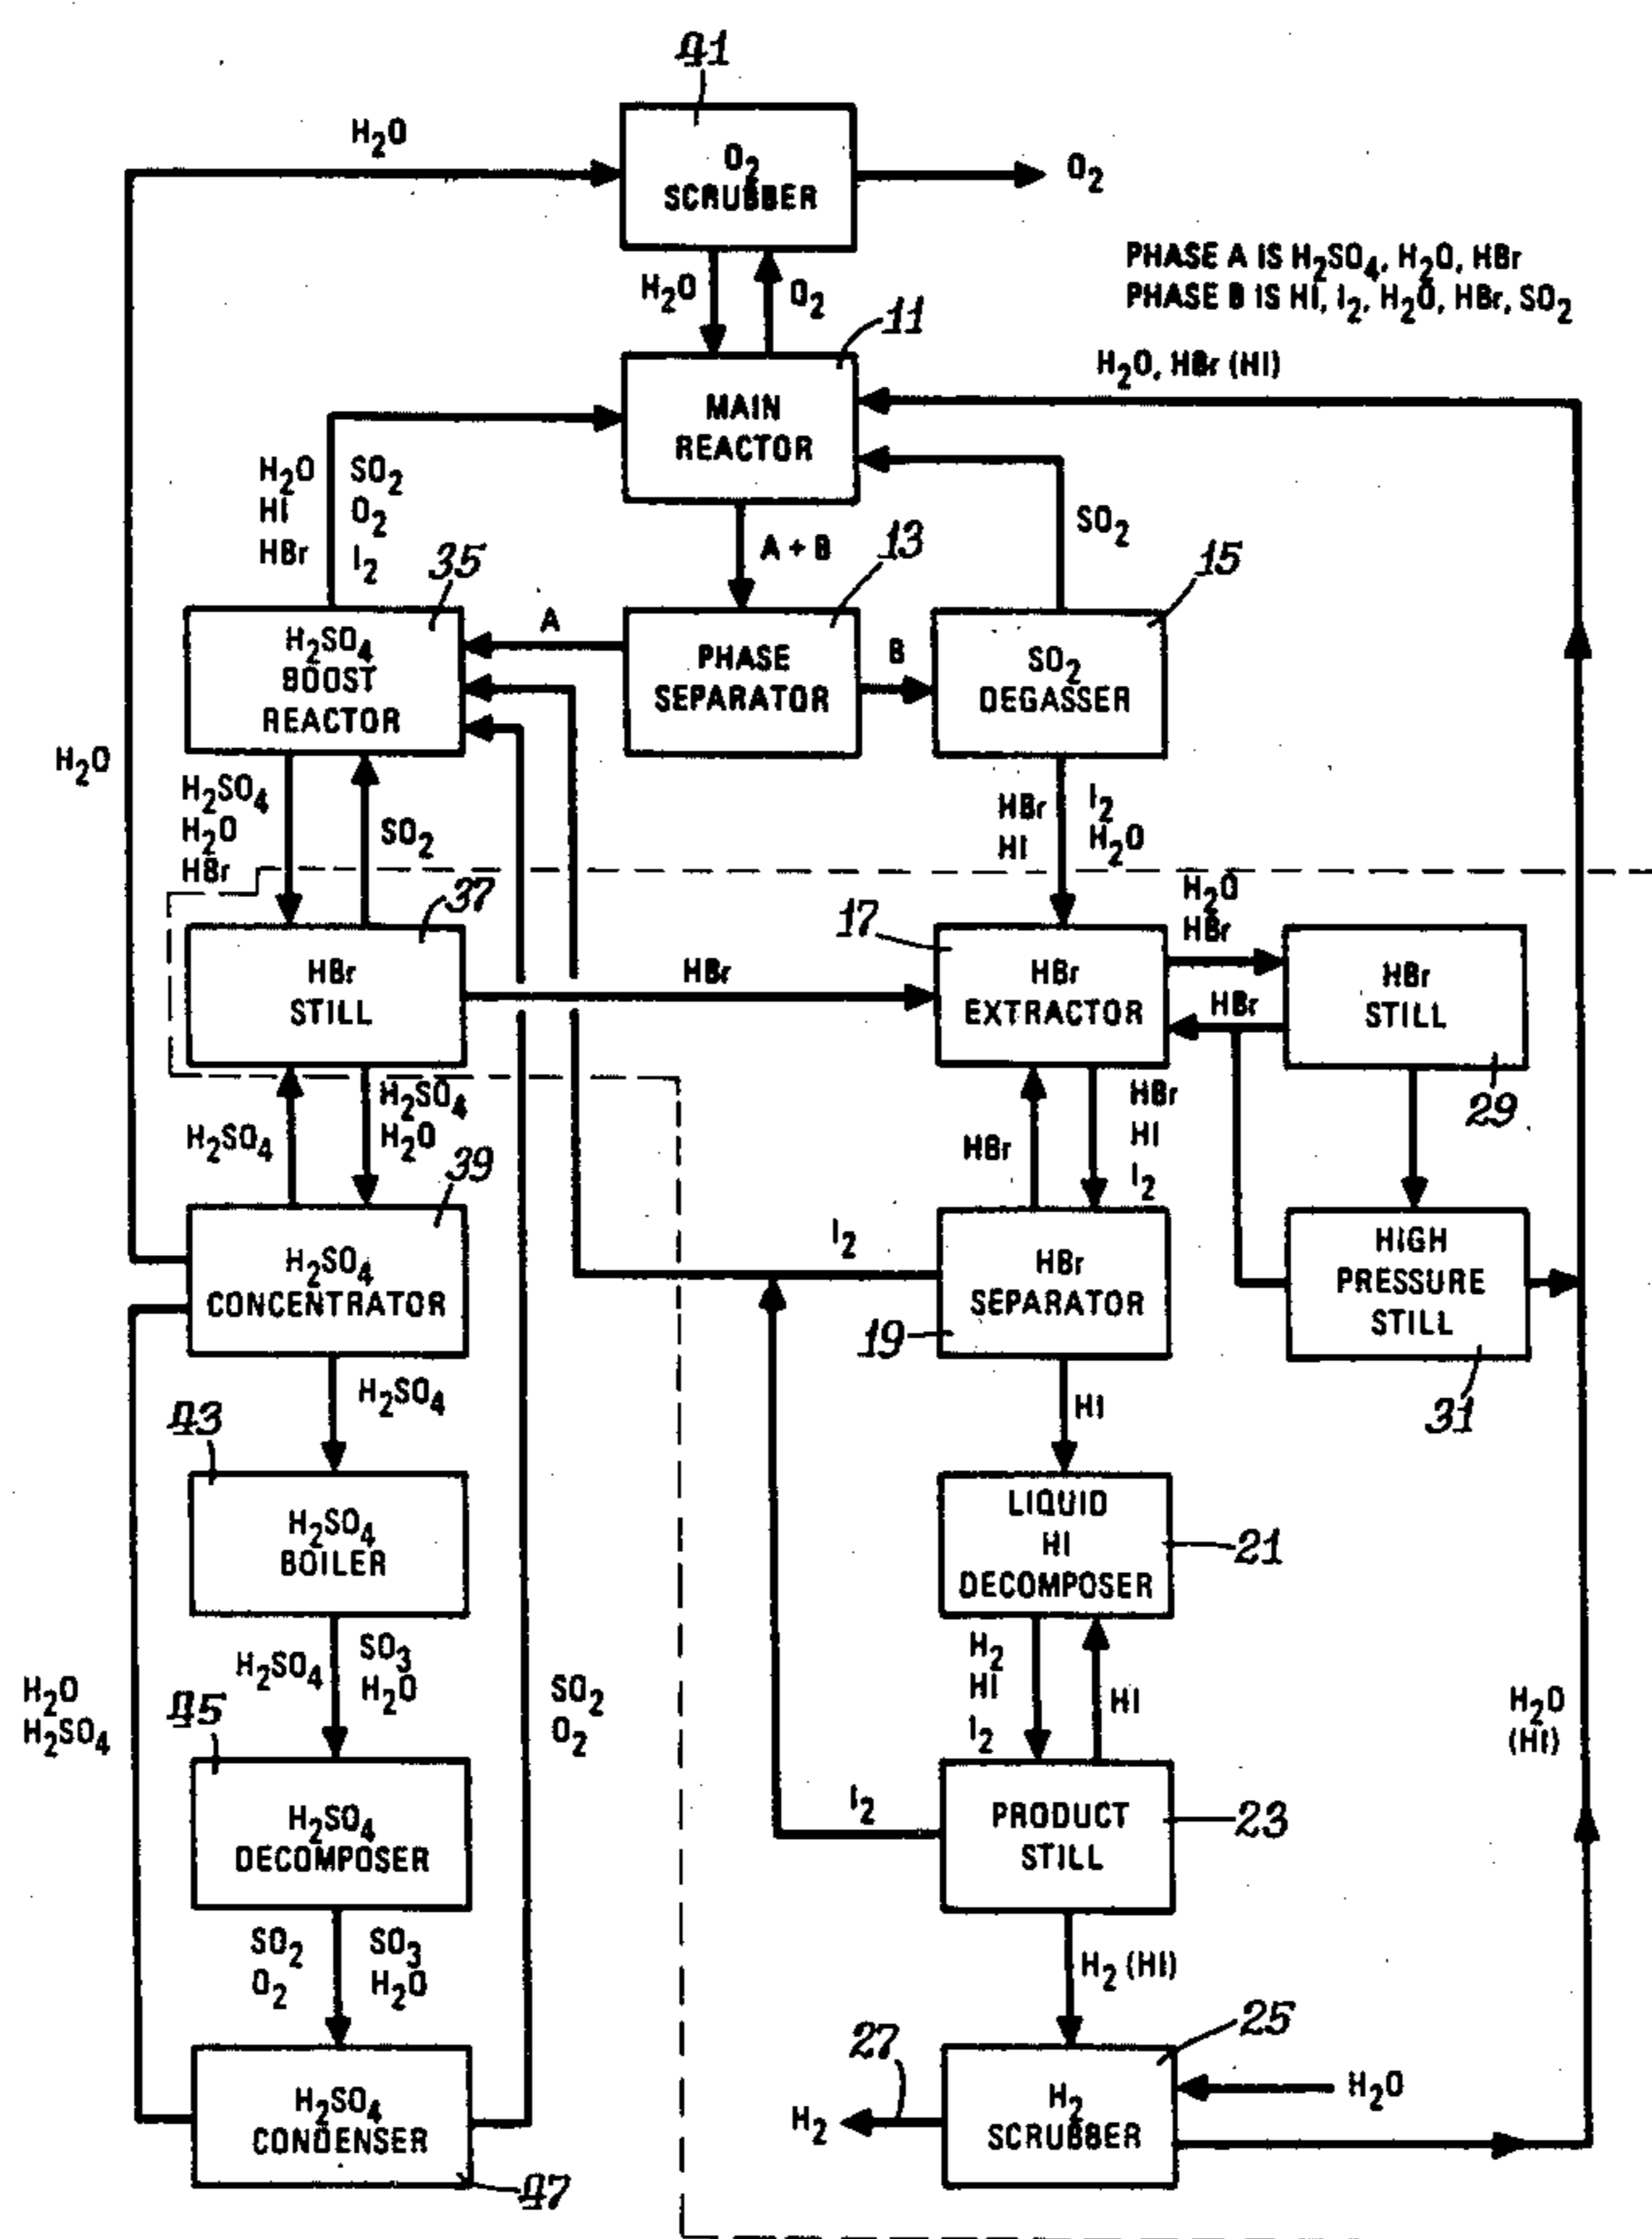 41
H2O
O2
SCRUBBER
O2
PHASE A IS H2SO4, H2O, HBr
PHASE B IS HI, I2, H2O, HBr, SO2
H2O
O2
11
H2O, HBr (HI)
MAIN
REACTOR
H2O
HI
HBr
SO2
O2
I2
35
A + B
13
SO2
15
H2SO4
BOOST
REACTOR
A
PHASE
SEPARATOR
B
SO2
DEGASSER
H2O
H2SO4
H2O
HBr
SO2
HBr
HI
I2
H2O
37
HBr
STILL
HBr
17
HBr
EXTRACTOR
H2O
HBr
HBr
HBr
STILL
29
H2SO4
H2SO4
H2O
39
HBr
HBr
HI
I2
H2SO4
CONCENTRATOR
I2
HBr
SEPARATOR
19
HIGH
PRESSURE
STILL
31
H2SO4
HI
43
H2SO4
BOILER
LIQUID
HI
DECOMPOSER
21
H2SO4
SO3
H2O
H2
HI
I2
HI
H2O
H2SO4
45
SO2
O2
H2O
(HI)
H2SO4
DECOMPOSER
I2
PRODUCT
STILL
23
SO2
O2
SO3
H2O
H2 (HI)
25
27
H2SO4
CONDENSER
47
H2
H2
SCRUBBER
H2O